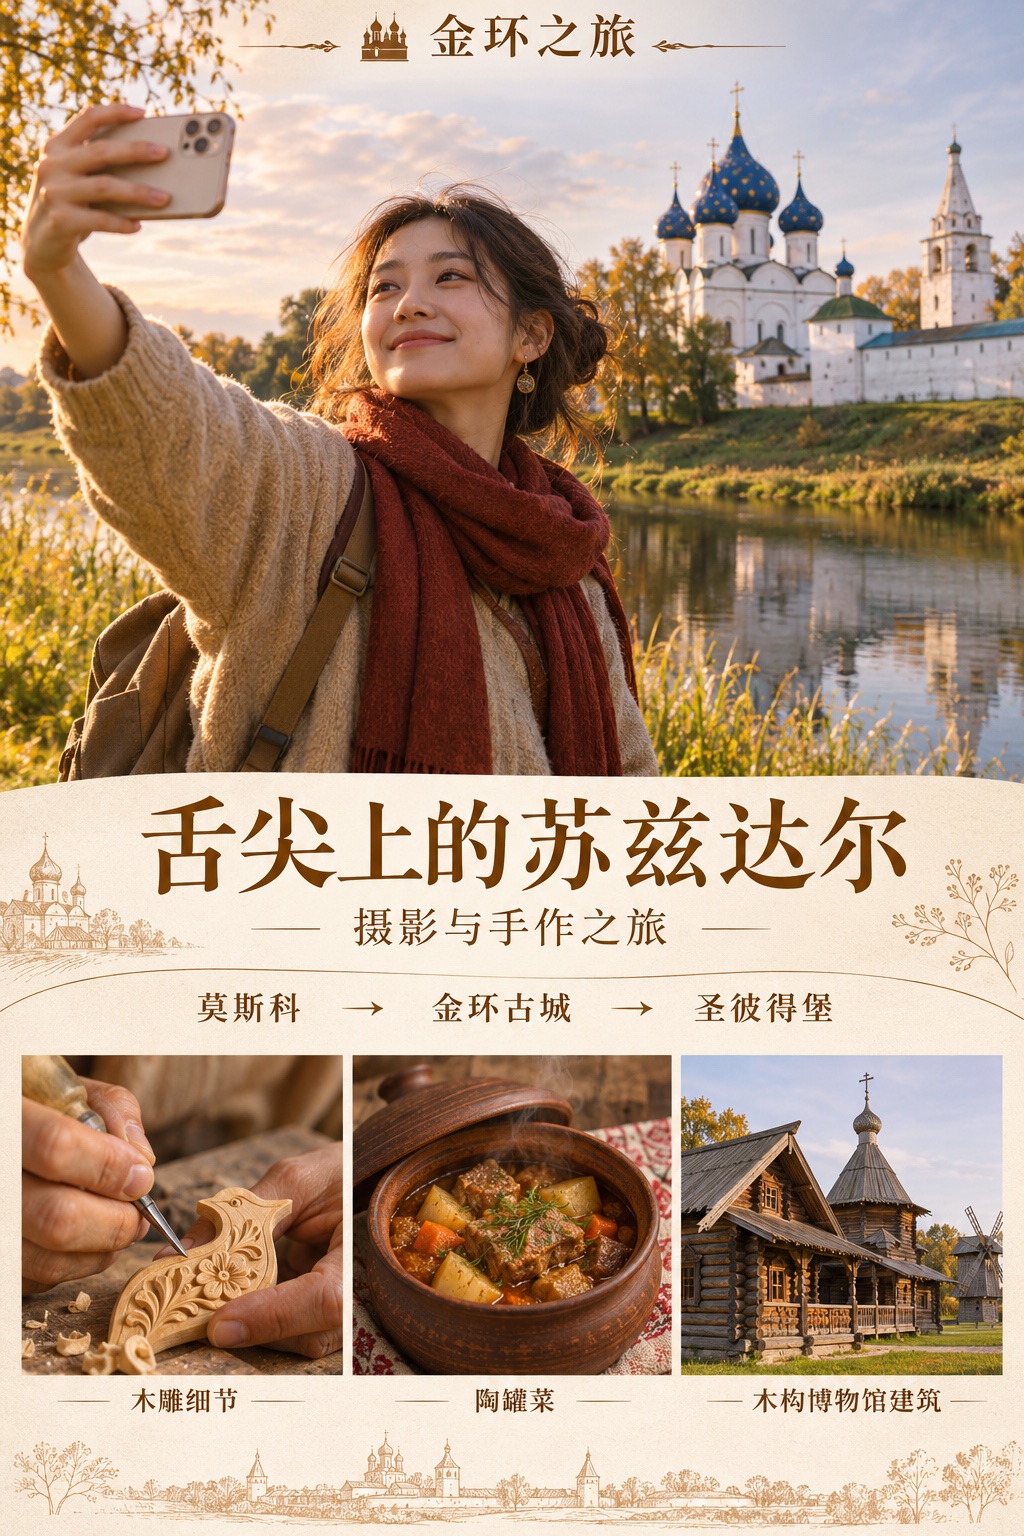 金环之旅
舌尖上的苏兹达尔
摄影与手作之旅
莫斯科 → 金环古城 → 圣彼得堡
木雕细节
陶罐菜
木构博物馆建筑